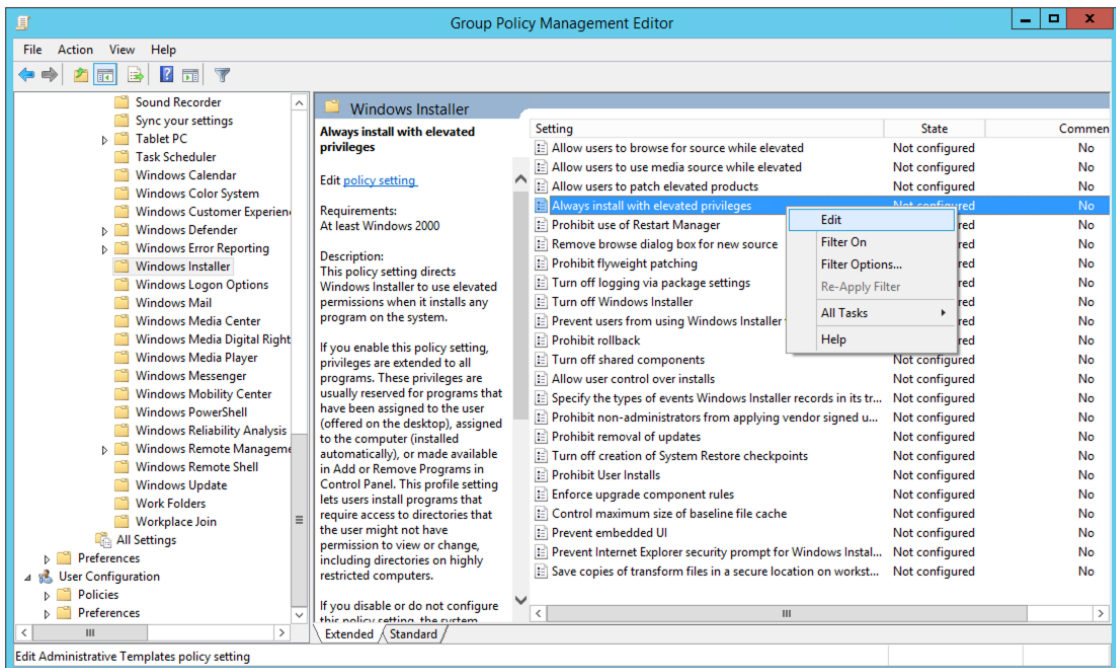 Group Policy Management Editor
File Action View Help
Sound Recorder
Sync your settings
Tablet PC
Task Scheduler
Windows Calendar
Windows Color System
Windows Customer Experien
Windows Defender
Windows Error Reporting
Windows Installer
Windows Logon Options
Windows Mail
Windows Media Center
Windows Media Digital Right
Windows Media Player
Windows Messenger
Windows Mobility Center
Windows PowerShell
Windows Reliability Analysis
Windows Remote Manageme
Windows Remote Shell
Windows Update
Work Folders
Workplace Join
All Settings
Preferences
User Configuration
Policies
Preferences
Windows Installer
Always install with elevated
privileges
Edit policy setting
Requirements:
At least Windows 2000
Description:
This policy setting directs
Windows Installer to use elevated
permissions when it installs any
program on the system.
If you enable this policy setting,
privileges are extended to all
programs. These privileges are
usually reserved for programs that
have been assigned to the user
(offered on the desktop), assigned
to the computer (installed
automatically), or made available
in Add or Remove Programs in
Control Panel. This profile setting
lets users install programs that
require access to directories that
the user might not have
permission to view or change,
including directories on highly
restricted computers.
If you disable or do not configure
this policy setting, the system
Setting State Commen
Allow users to browse for source while elevated Not configured No
Allow users to use media source while elevated Not configured No
Allow users to patch elevated products Not configured No
Always install with elevated privileges Not configured No
Prohibit use of Restart Manager red No
Remove browse dialog box for new source red No
Prohibit flyweight patching red No
Turn off logging via package settings red No
Turn off Windows Installer red No
Prevent users from using Windows Installer red No
Prohibit rollback red No
Turn off shared components Not configured No
Allow user control over installs Not configured No
Specify the types of events Windows Installer records in its tr... Not configured No
Prohibit non-administrators from applying vendor signed u... Not configured No
Prohibit removal of updates Not configured No
Turn off creation of System Restore checkpoints Not configured No
Prohibit User Installs Not configured No
Enforce upgrade component rules Not configured No
Control maximum size of baseline file cache Not configured No
Prevent embedded UI Not configured No
Prevent Internet Explorer security prompt for Windows Instal... Not configured No
Save copies of transform files in a secure location on workst... Not configured No
Edit
Filter On
Filter Options...
Re-Apply Filter
All Tasks
Help
Extended Standard
Edit Administrative Templates policy setting